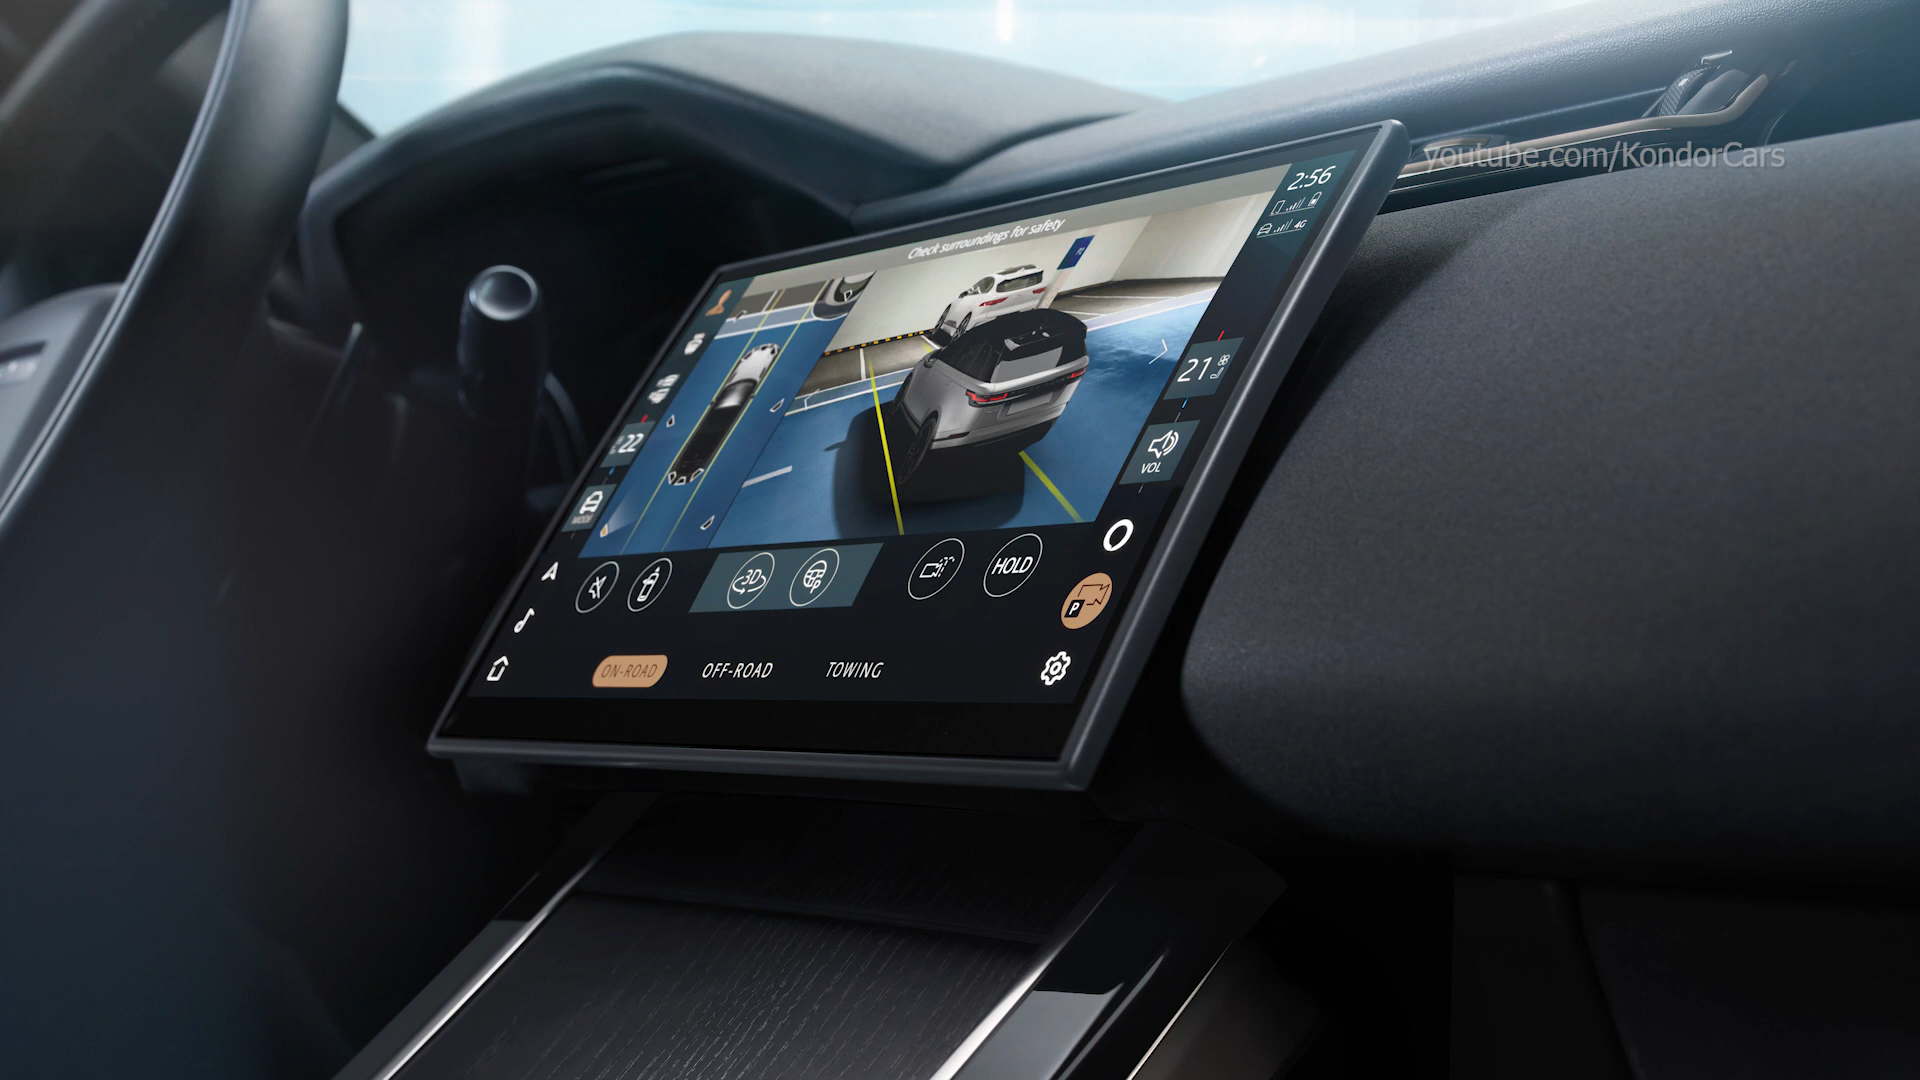 youtube.com/KondorCars
2:56
4G
Check surroundings for safety
21
22
VOL
MODE
3D
P
HOLD
P
ON-ROAD
OFF-ROAD
TOWING